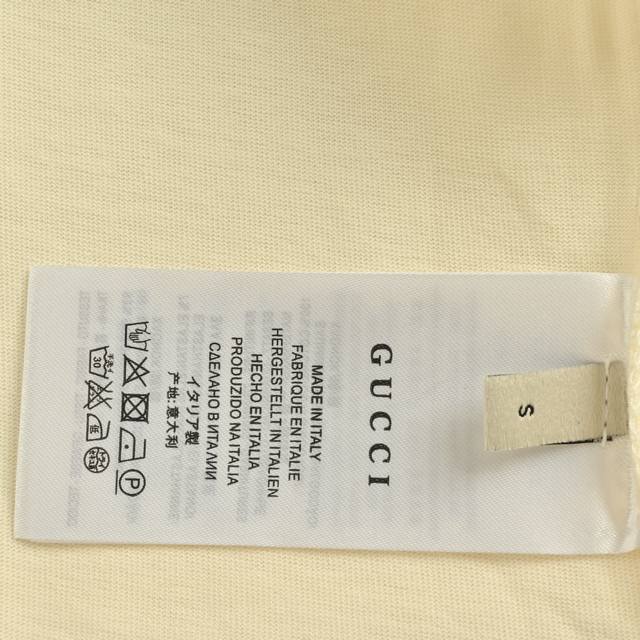 GUCCI
S
MADE IN ITALY
FABRIQUE EN ITALIE
HERGESTELLT IN ITALIEN
HECHO EN ITALIA
PRODUZIDO NA ITALIA
СДЕЛАНО В ИТАЛИИ
イタリア製
产地:意大利
P
30